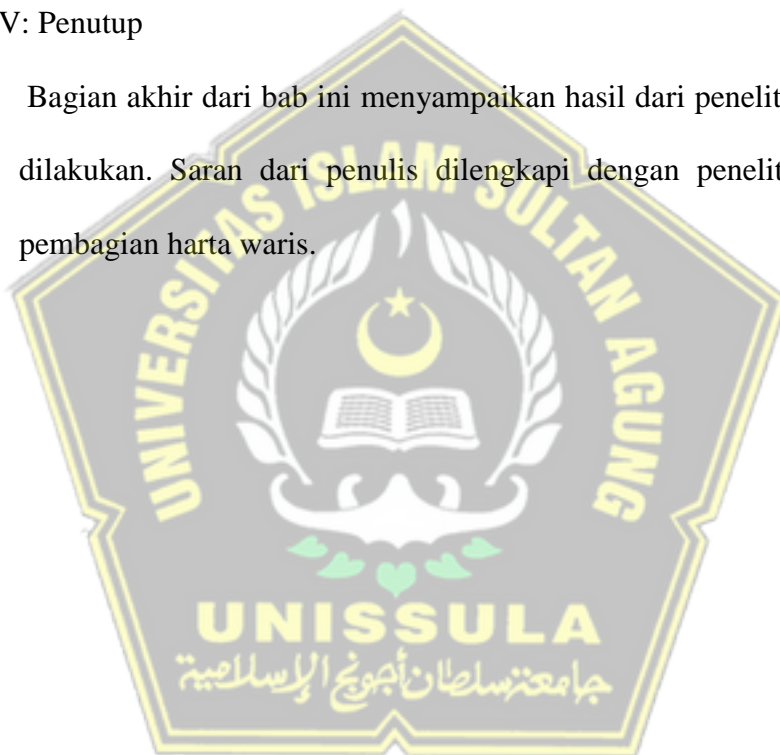 V: Penutup
Bagian akhir dari bab ini menyampaikan hasil dari penelit
dilakukan. Saran dari penulis dilengkapi dengan penelit
pembagian harta waris.
UNIVERSITAS ISLAM SULTAN AGUNG
UNISSULA
جامعة سلطان أجونج الإسلامية